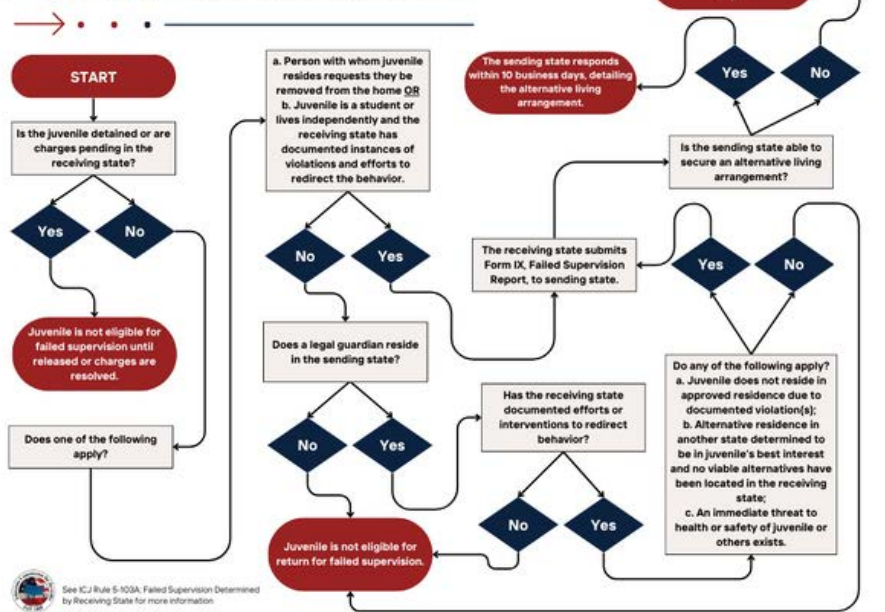 START
Is the juvenile detained or are
charges pending in the
receiving state?
Yes
No
Juvenile is not eligible for
failed supervision until
released or charges are
resolved.
Does one of the following
apply?
a. Person with whom juvenile
resides requests they be
removed from the home OR
b. Juvenile is a student or
lives independently and the
receiving state has
documented instances of
violations and efforts to
redirect the behavior.
No
Yes
Does a legal guardian reside
in the sending state?
No
Yes
Juvenile is not eligible for
return for failed supervision.
Has the receiving state
documented efforts or
interventions to redirect
behavior?
No
Yes
Do any of the following apply?
a. Juvenile does not reside in
approved residence due to
documented violation(s);
b. Alternative residence in
another state determined to
be in juvenile's best interest
and no viable alternatives have
been located in the receiving
state;
c. An immediate threat to
health or safety of juvenile or
others exists.
Yes
No
The receiving state submits
Form IX, Failed Supervision
Report, to sending state.
Is the sending state able to
secure an alternative living
arrangement?
Yes
No
The sending state responds
within 10 business days, detailing
the alternative living
arrangement.
See ICJ Rule 5-103A: Failed Supervision Determined
by Receiving State for more information